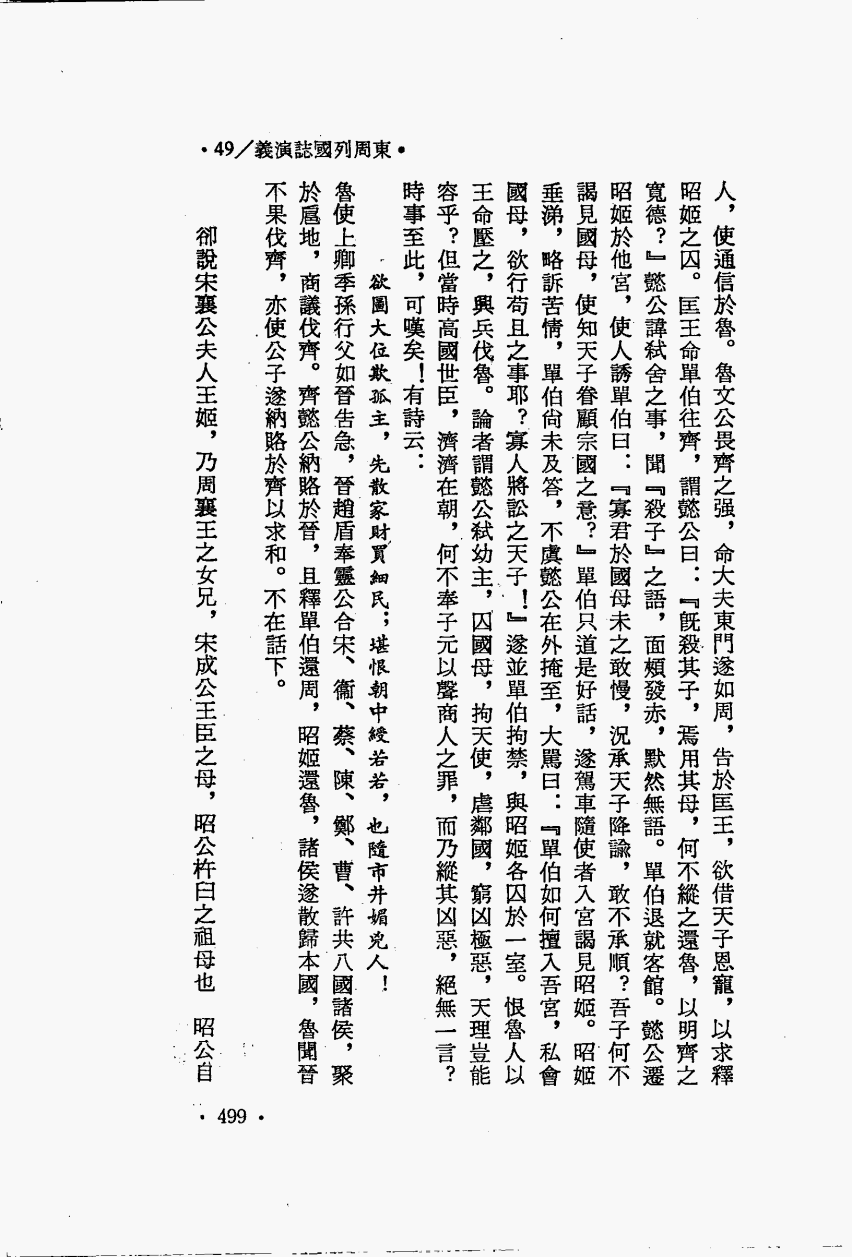 •東周列國誌演義/49•
人，使通信於魯。魯文公畏齊之强，命大夫東門遂如周，告於匡王，欲借天子恩寵，以求釋
昭姬之囚。匡王命單伯往齊，謂懿公曰：『旣殺其子，焉用其母，何不縱之還魯，以明齊之
寬德？』懿公諱弒舍之事，聞『殺子』之語，面頰發赤，默然無語。單伯退就客館。懿公遷
昭姬於他宮，使人誘單伯曰：『寡君於國母未之敢慢，況承天子降諭，敢不承順？吾子何不
謁見國母，使知天子眷顧宗國之意？』單伯只道是好話，遂駕車隨使者入宮謁見昭姬。昭姬
垂涕，略訴苦情，單伯尙未及答，不虞懿公在外掩至，大駡曰：『單伯如何擅入吾宮，私會
國母，欲行苟且之事耶？寡人將訟之天子！』遂並單伯拘禁，與昭姬各囚於一室。恨魯人以
王命壓之，興兵伐魯。論者謂懿公弒幼主，囚國母，拘天使，虐鄰國，窮凶極惡，天理豈能
容乎？但當時高國世臣，濟濟在朝，何不奉子元以聲商人之罪，而乃縱其凶惡，絕無一言？
時事至此，可嘆矣！有詩云：
欲圖大位欺孤主，先散家財買細民；堪恨朝中綬若若，也隨市井媚兇人！
魯使上卿季孫行父如晉告急，晉趙盾奉靈公合宋、衞、蔡、陳、鄭、曹、許共八國諸侯，聚
於扈地，商議伐齊。齊懿公納賂於晉，且釋單伯還周，昭姬還魯，諸侯遂散歸本國，魯聞晉
不果伐齊，亦使公子遂納賂於齊以求和。不在話下。
卻說宋襄公夫人王姬，乃周襄王之女兄，宋成公王臣之母，昭公杵臼之祖母也　昭公自
•499•